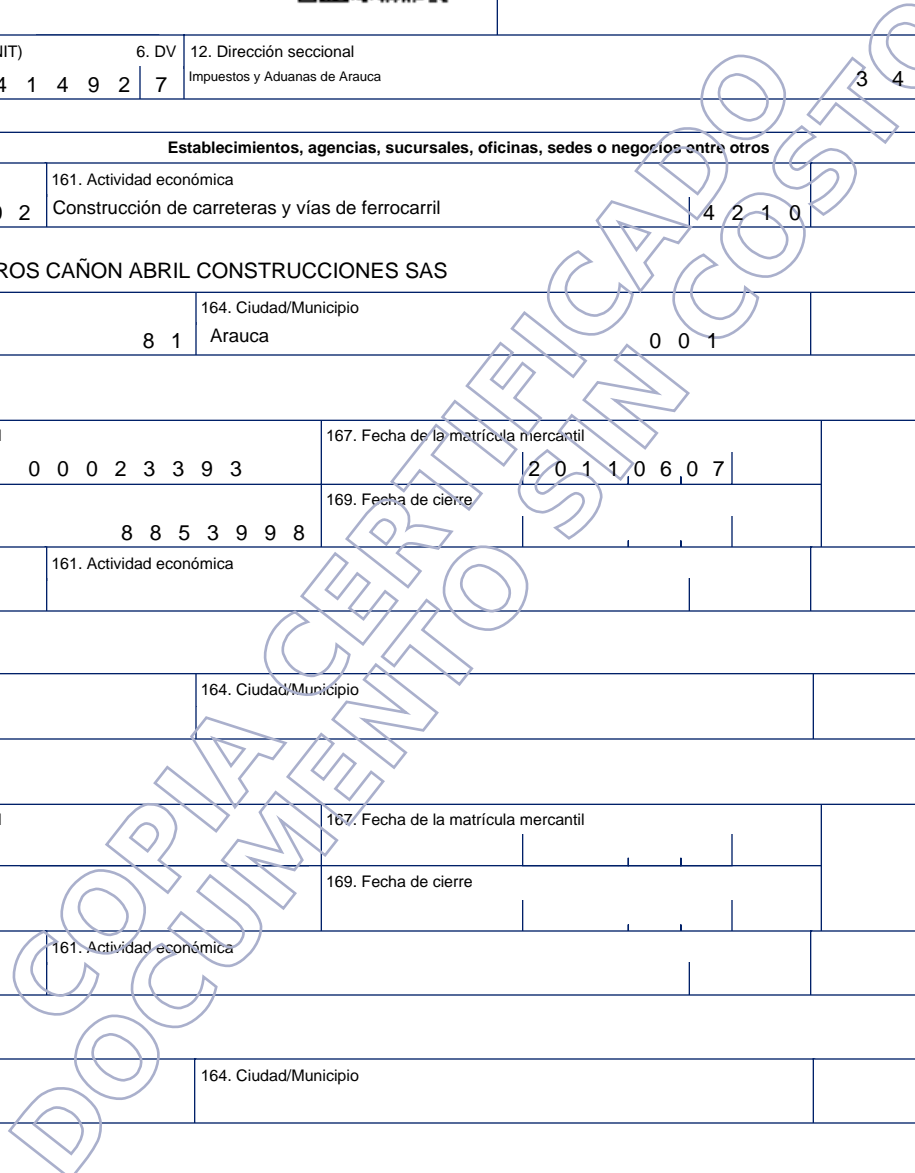 6. DV 12. Dirección seccional
1 4 9 2 7 Impuestos y Aduanas de Arauca 3 4
Establecimientos, agencias, sucursales, oficinas, sedes o negocios entre otros
161. Actividad económica
2 Construcción de carreteras y vías de ferrocarril 4 2 1 0
CAÑON ABRIL CONSTRUCCIONES SAS
164. Ciudad/Municipio
8 1 Arauca 0 0 1
167. Fecha de la matrícula mercantil
0 0 0 2 3 3 9 3 2 0 1 1 0 6 0 7
169. Fecha de cierre
8 8 5 3 9 9 8
161. Actividad económica
164. Ciudad/Municipio
167. Fecha de la matrícula mercantil
169. Fecha de cierre
161. Actividad económica
164. Ciudad/Municipio
COPIA CERTIFICADO
DOCUMENTO SIN COSTO